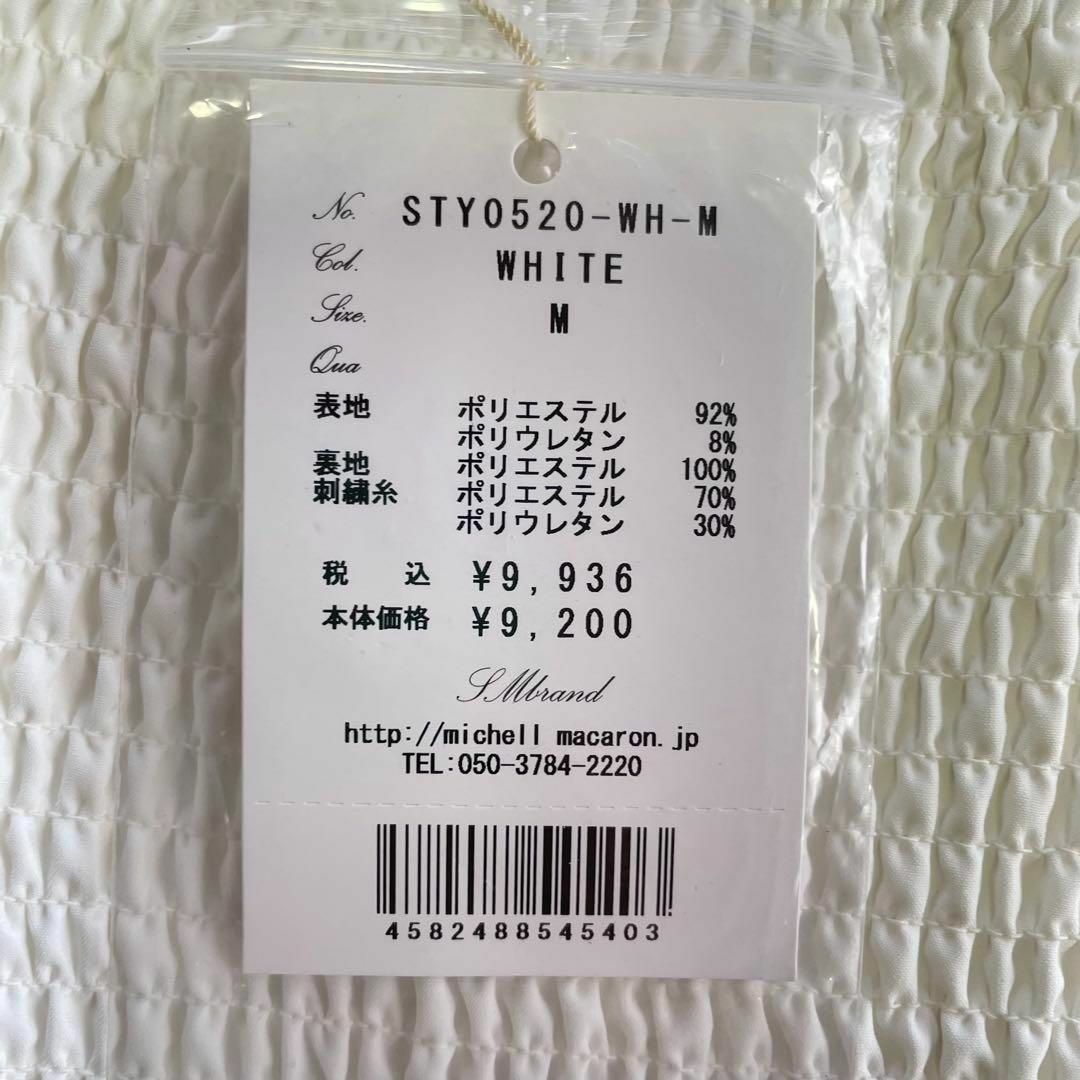 No. STY0520-WH-M
Col. WHITE
Size. M
Qua
表地 ポリエステル 92%
ポリウレタン 8%
裏地 ポリエステル 100%
刺繍糸 ポリエステル 70%
ポリウレタン 30%
税 込 ¥9,936
本体価格 ¥9,200
S Mbrand
http://michell macaron.jp
TEL:050-3784-2220
4582488545403